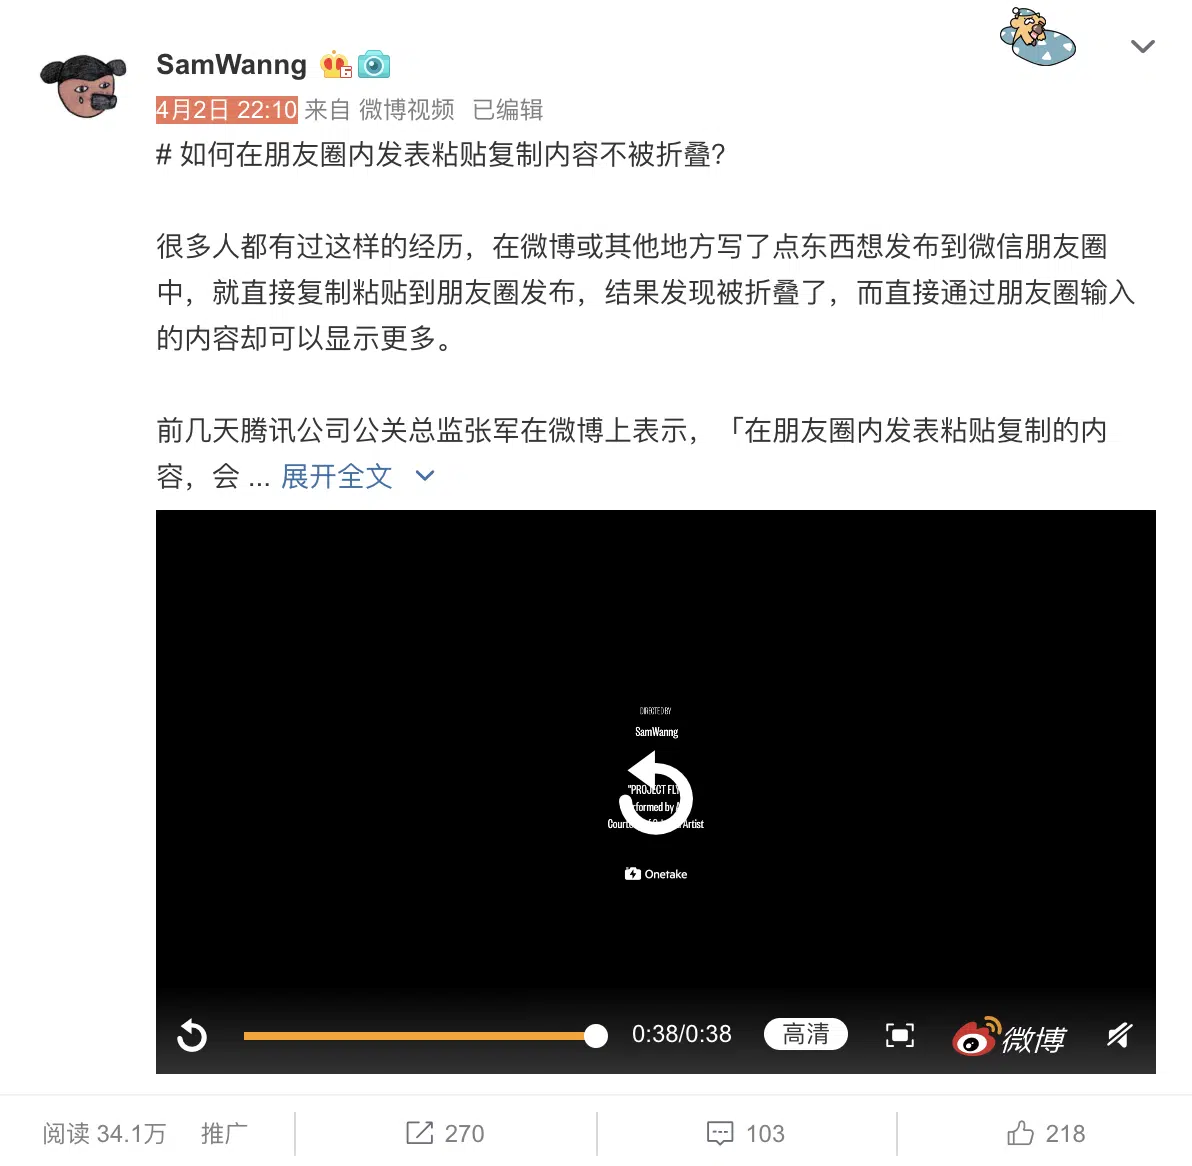 SamWanng
4月2日 22:10 来自 微博视频 已编辑
# 如何在朋友圈内发表粘贴复制内容不被折叠?
很多人都有过这样的经历，在微博或其他地方写了点东西想发布到微信朋友圈
中，就直接复制粘贴到朋友圈发布，结果发现被折叠了，而直接通过朋友圈输入
的内容却可以显示更多。
前几天腾讯公司公关总监张军在微博上表示，「在朋友圈内发表粘贴复制的内
容，会 ... 展开全文
DIRECTED BY
SamWanng
"PROJECT FLY
formed by
Artist
Onetake
0:38/0:38 高清 微博
阅读 34.1万 推广 270 103 218